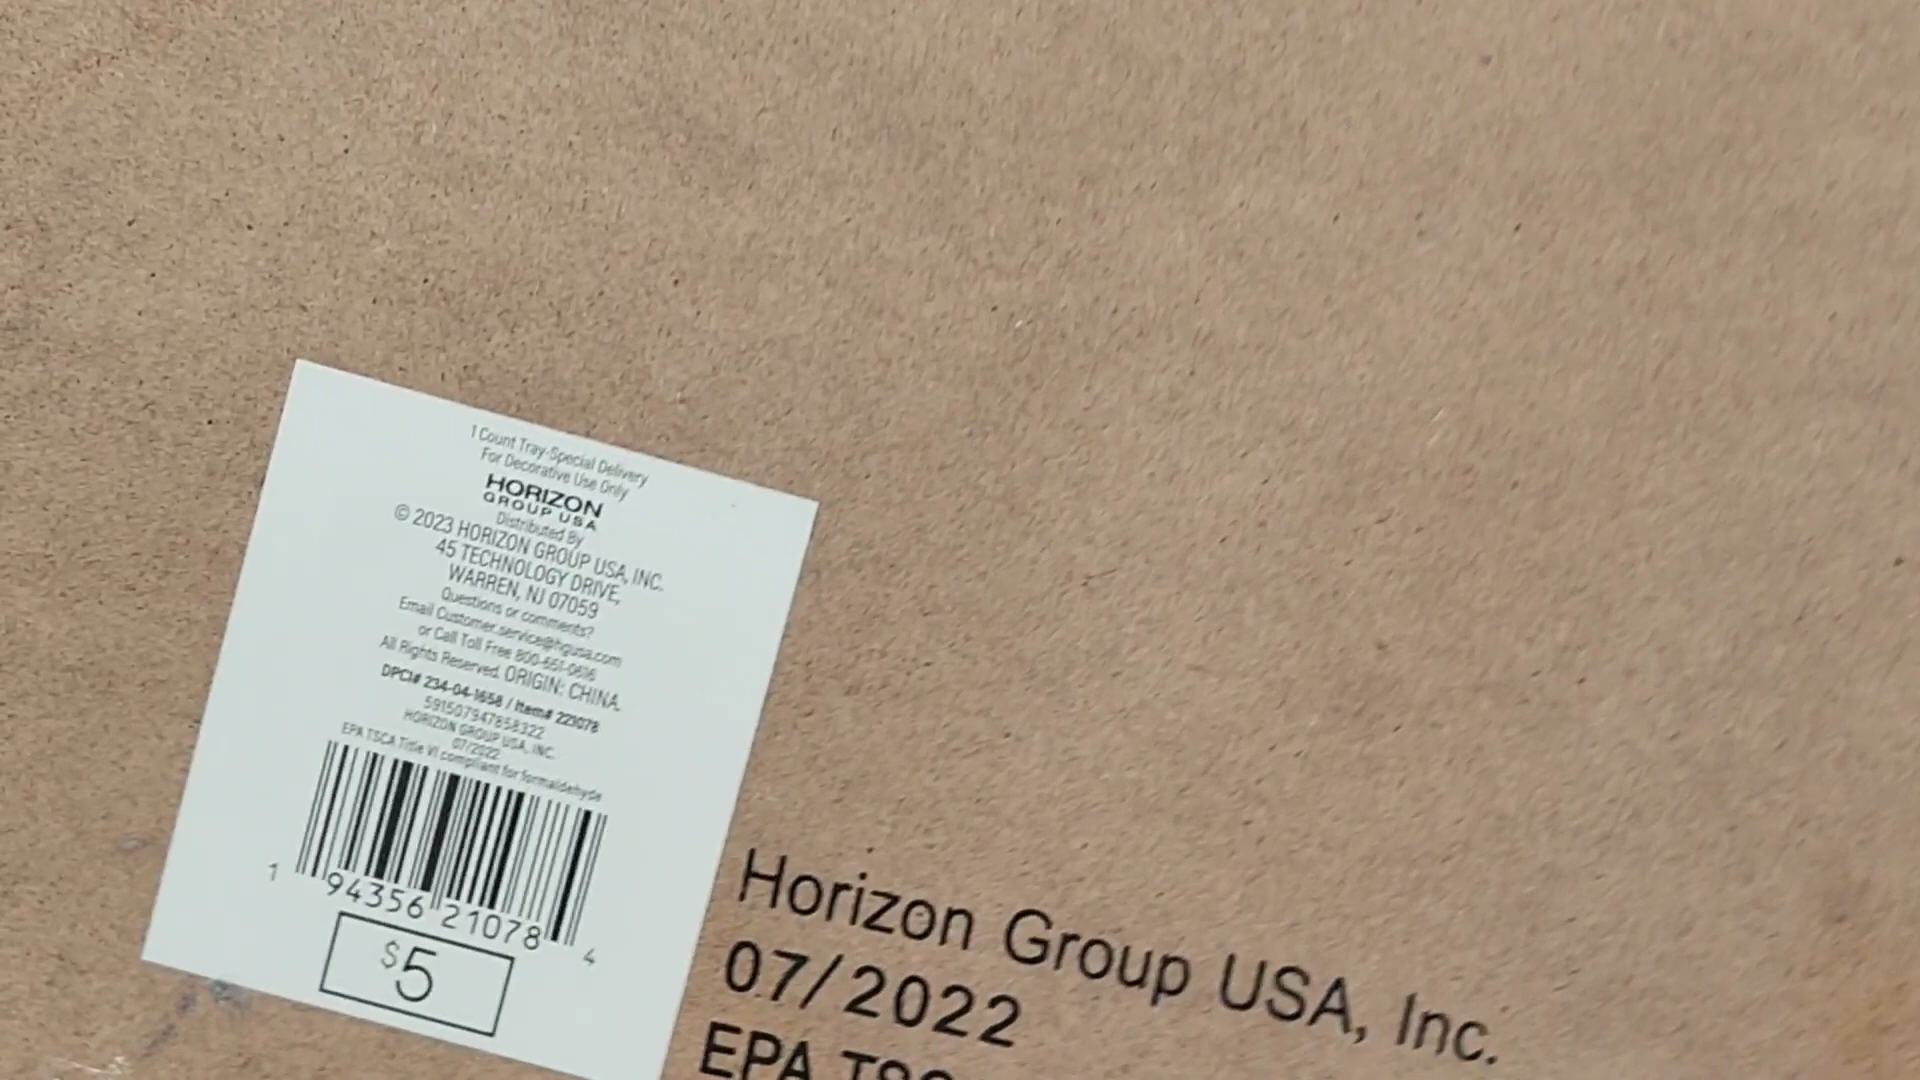 1 Count Tray-Special Delivery
For Decorative Use Only
HORIZON
GROUP USA
Distributed By
© 2023 HORIZON GROUP USA, INC.
45 TECHNOLOGY DRIVE,
WARREN, NJ 07059
Questions or comments?
Email Customer.service@hgusa.com
or Call Toll Free 800-651-0616
All Rights Reserved. ORIGIN: CHINA.
DPCI# 234-04-1658 / Item# 221078
591507947858322
HORIZON GROUP USA, INC.
07/2022
EPA TSCA Title VI compliant for formaldehyde
1 94356 21078 4
$5
Horizon Group USA, Inc.
07/2022
EPA